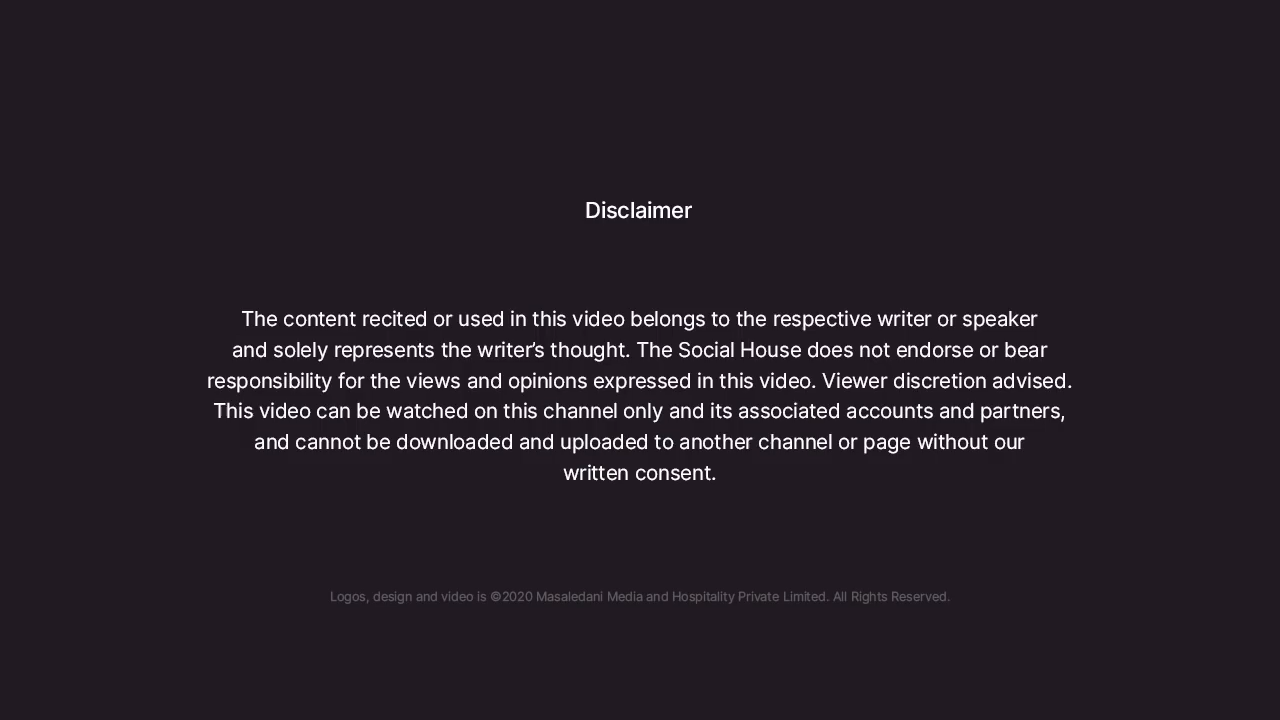 Disclaimer
The content recited or used in this video belongs to the respective writer or speaker
and solely represents the writer’s thought. The Social House does not endorse or bear
responsibility for the views and opinions expressed in this video. Viewer discretion advised.
This video can be watched on this channel only and its associated accounts and partners,
and cannot be downloaded and uploaded to another channel or page without our
written consent.
Logos, design and video is ©2020 Masaledani Media and Hospitality Private Limited. All Rights Reserved.